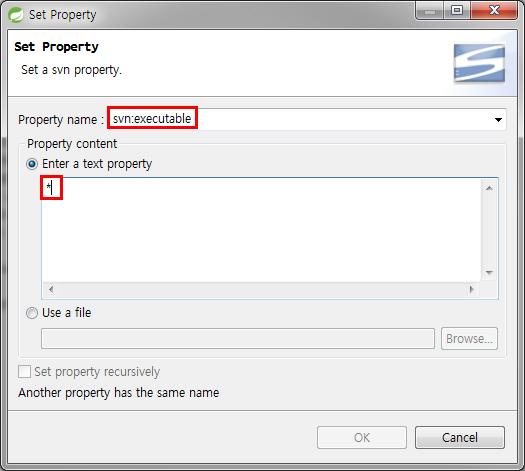 Set Property
Set Property
Set a svn property.
Property name : svn:executable
Property content
Enter a text property
*
Use a file
Browse...
Set property recursively
Another property has the same name
OK
Cancel